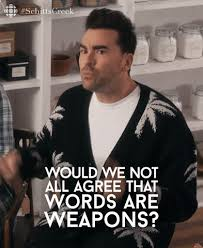 #SchittsCreek
WOULD WE NOT
ALL AGREE THAT
WORDS ARE
WEAPONS?